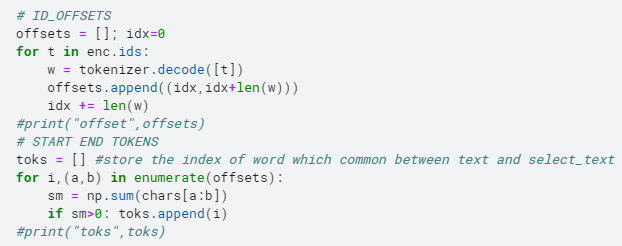 # ID_OFFSETS
offsets = []; idx=0
for t in enc.ids:
    w = tokenizer.decode([t])
    offsets.append((idx,idx+len(w)))
    idx += len(w)
#print("offset",offsets)
# START END TOKENS
toks = [] #store the index of word which common between text and select_text
for i,(a,b) in enumerate(offsets):
    sm = np.sum(chars[a:b])
    if sm>0: toks.append(i)
#print("toks",toks)